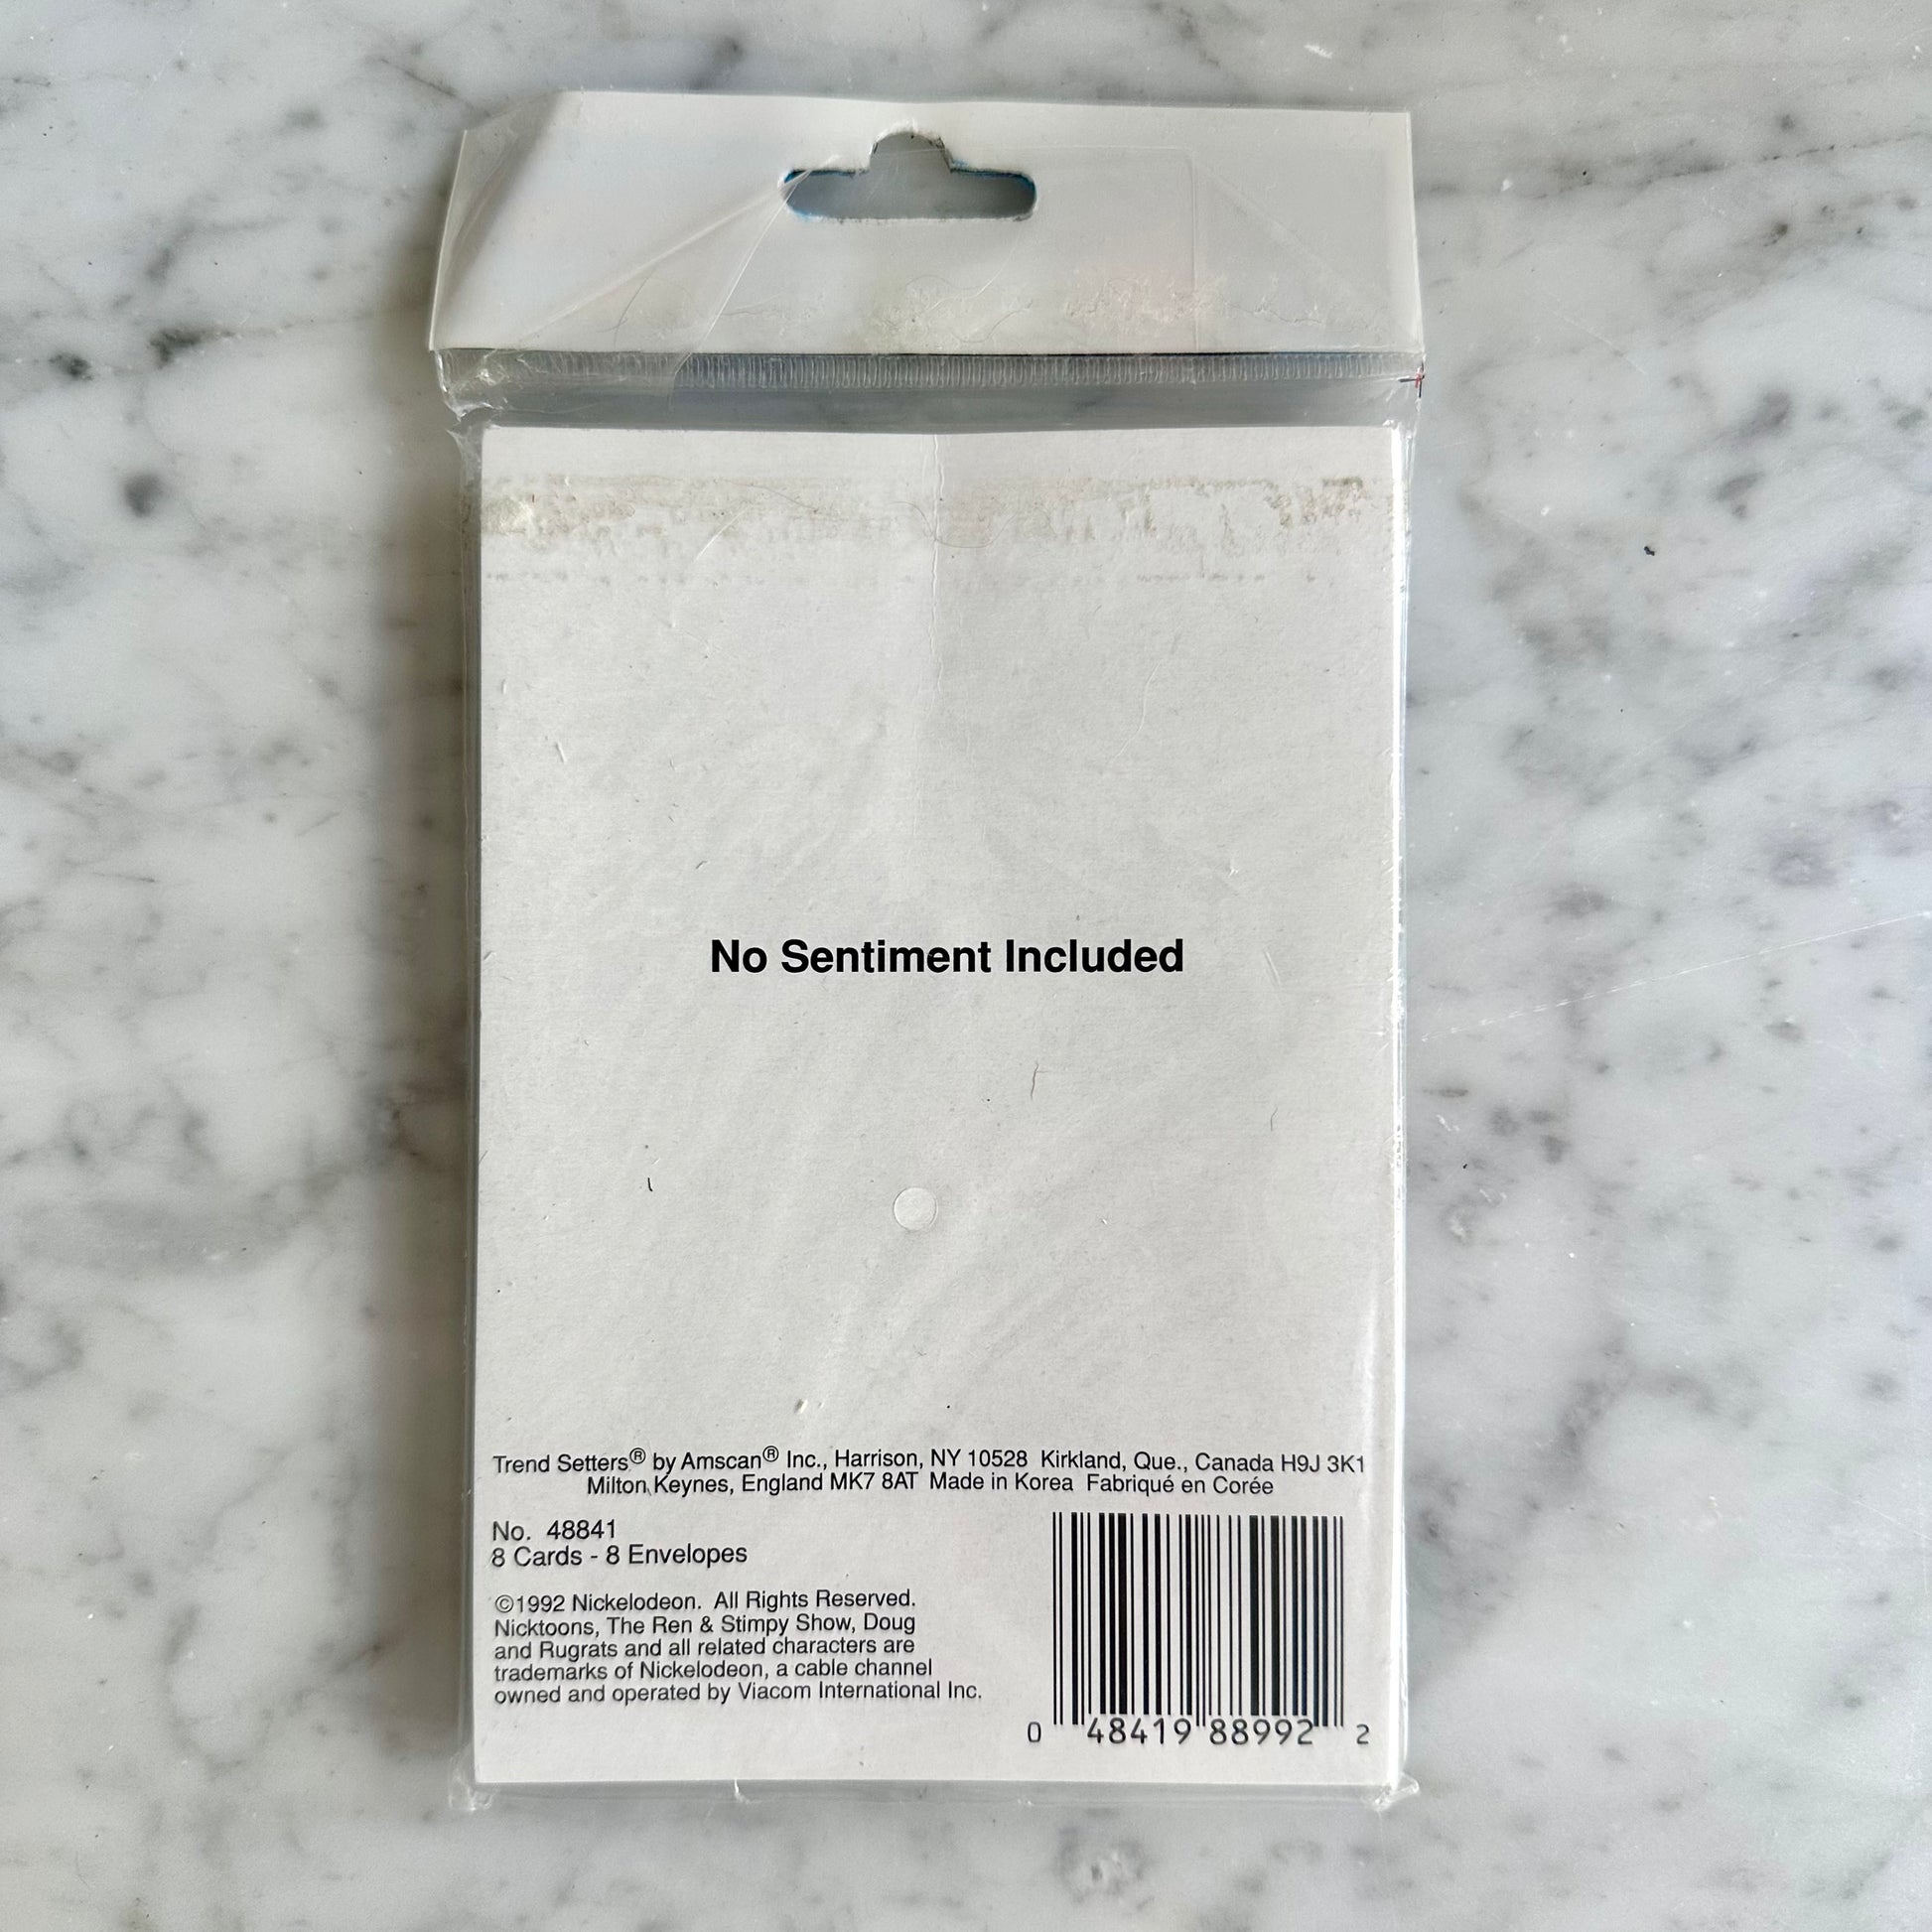 No Sentiment Included
Trend Setters® by Amscan® Inc., Harrison, NY 10528 Kirkland, Que., Canada H9J 3K1
Milton Keynes, England MK7 8AT Made in Korea Fabriqué en Corée
No. 48841
8 Cards - 8 Envelopes
©1992 Nickelodeon. All Rights Reserved.
Nicktoons, The Ren & Stimpy Show, Doug
and Rugrats and all related characters are
trademarks of Nickelodeon, a cable channel
owned and operated by Viacom International Inc.
0 48419 88992 2